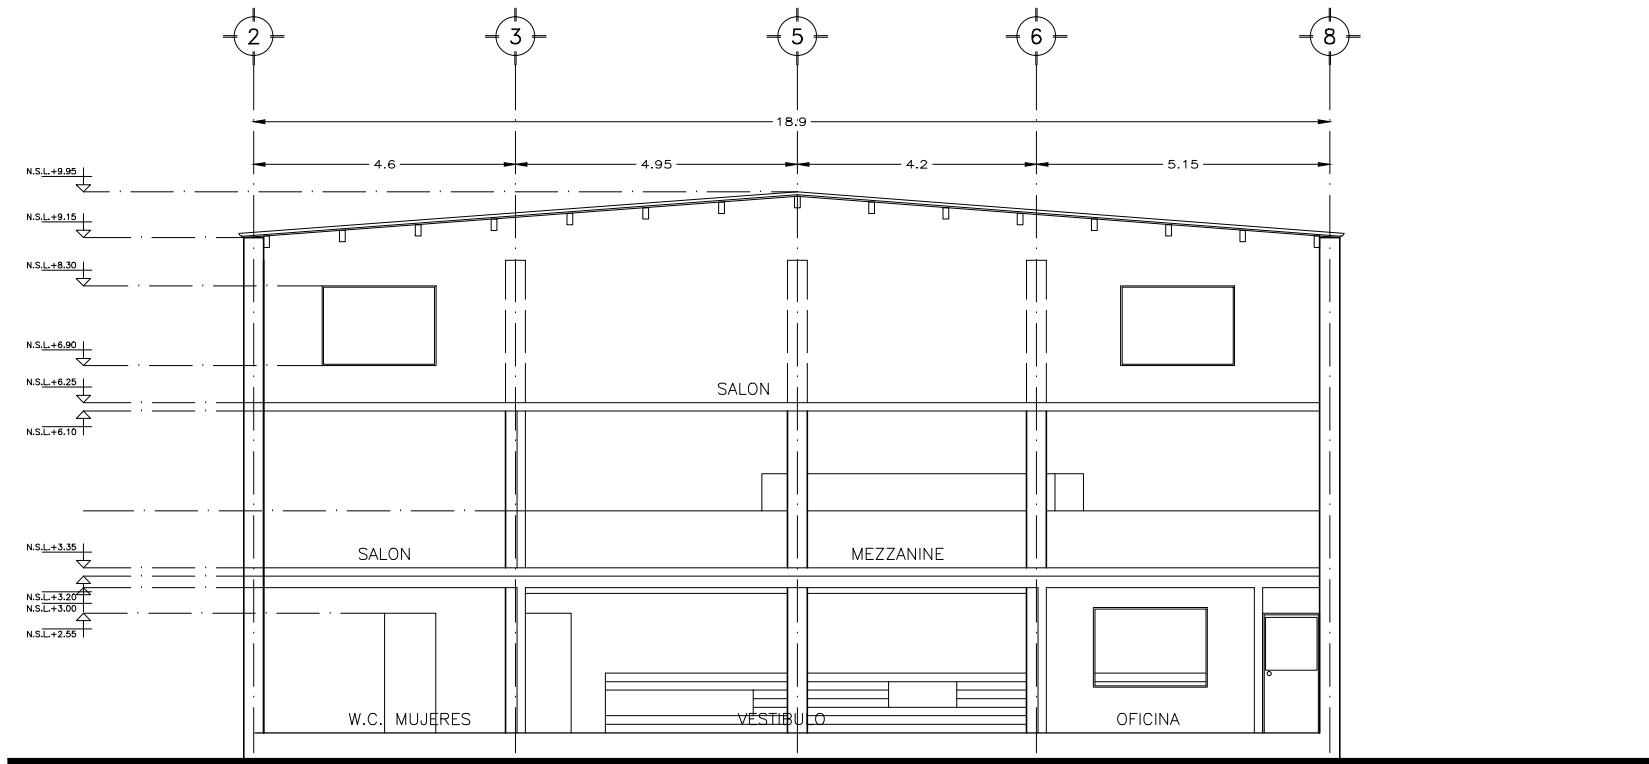 2 3 5 6 8
18.9
4.6 4.95 4.2 5.15
N.S.L.+9.95
N.S.L.+9.15
N.S.L.+8.30
N.S.L.+6.90
N.S.L.+6.25
SALON
N.S.L.+6.10
N.S.L.+3.35
SALON MEZZANINE
N.S.L.+3.20
N.S.L.+3.00
N.S.L.+2.55
W.C. MUJERES VESTIBULO OFICINA